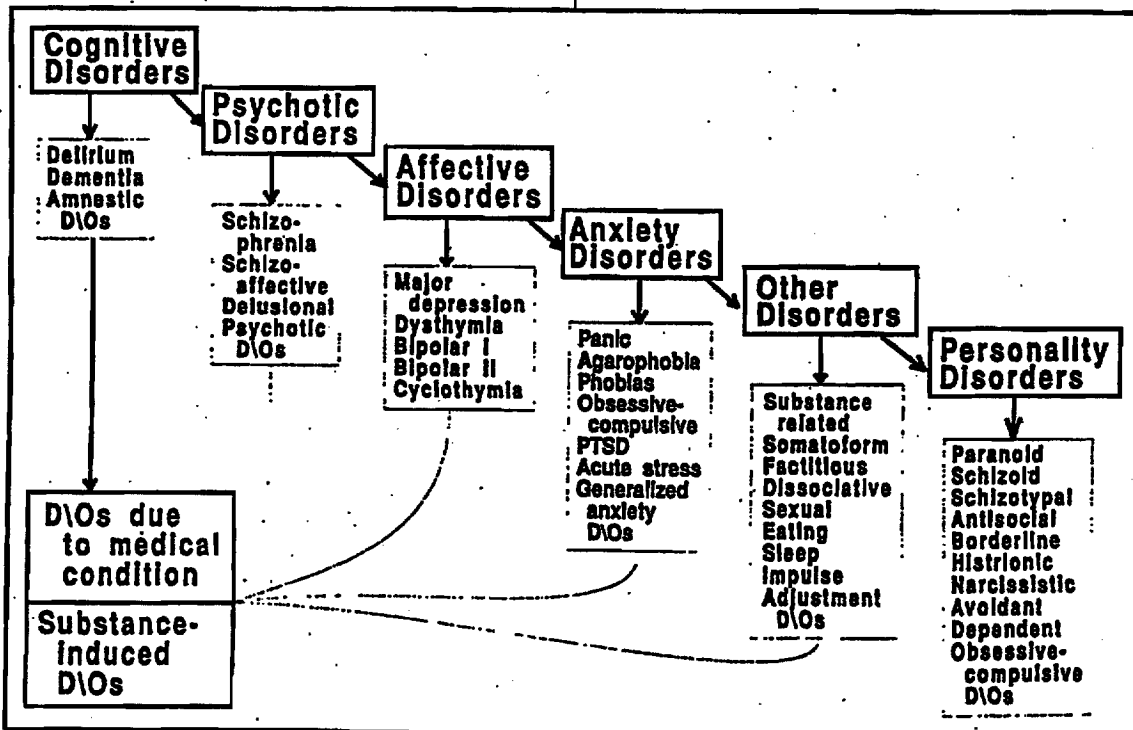 Cognitive
Disorders
Delirium
Dementia
Amnestic
D\Os
D\Os due
to medical
condition
Substance-
induced
D\Os
Psychotic
Disorders
Schizo-
phrenia
Schizo-
affective
Delusional
Psychotic
D\Os
Affective
Disorders
Major
depression
Dysthymia
Bipolar I
Bipolar II
Cyclothymia
Anxiety
Disorders
Panic
Agarophobia
Phobias
Obsessive-
compulsive
PTSD
Acute stress
Generalized
anxiety
D\Os
Other
Disorders
Substance
related
Somatoform
Factitious
Dissociative
Sexual
Eating
Sleep
Impulse
Adjustment
D\Os
Personality
Disorders
Paranoid
Schizoid
Schizotypal
Antisocial
Borderline
Histrionic
Narcissistic
Avoidant
Dependent
Obsessive-
compulsive
D\Os